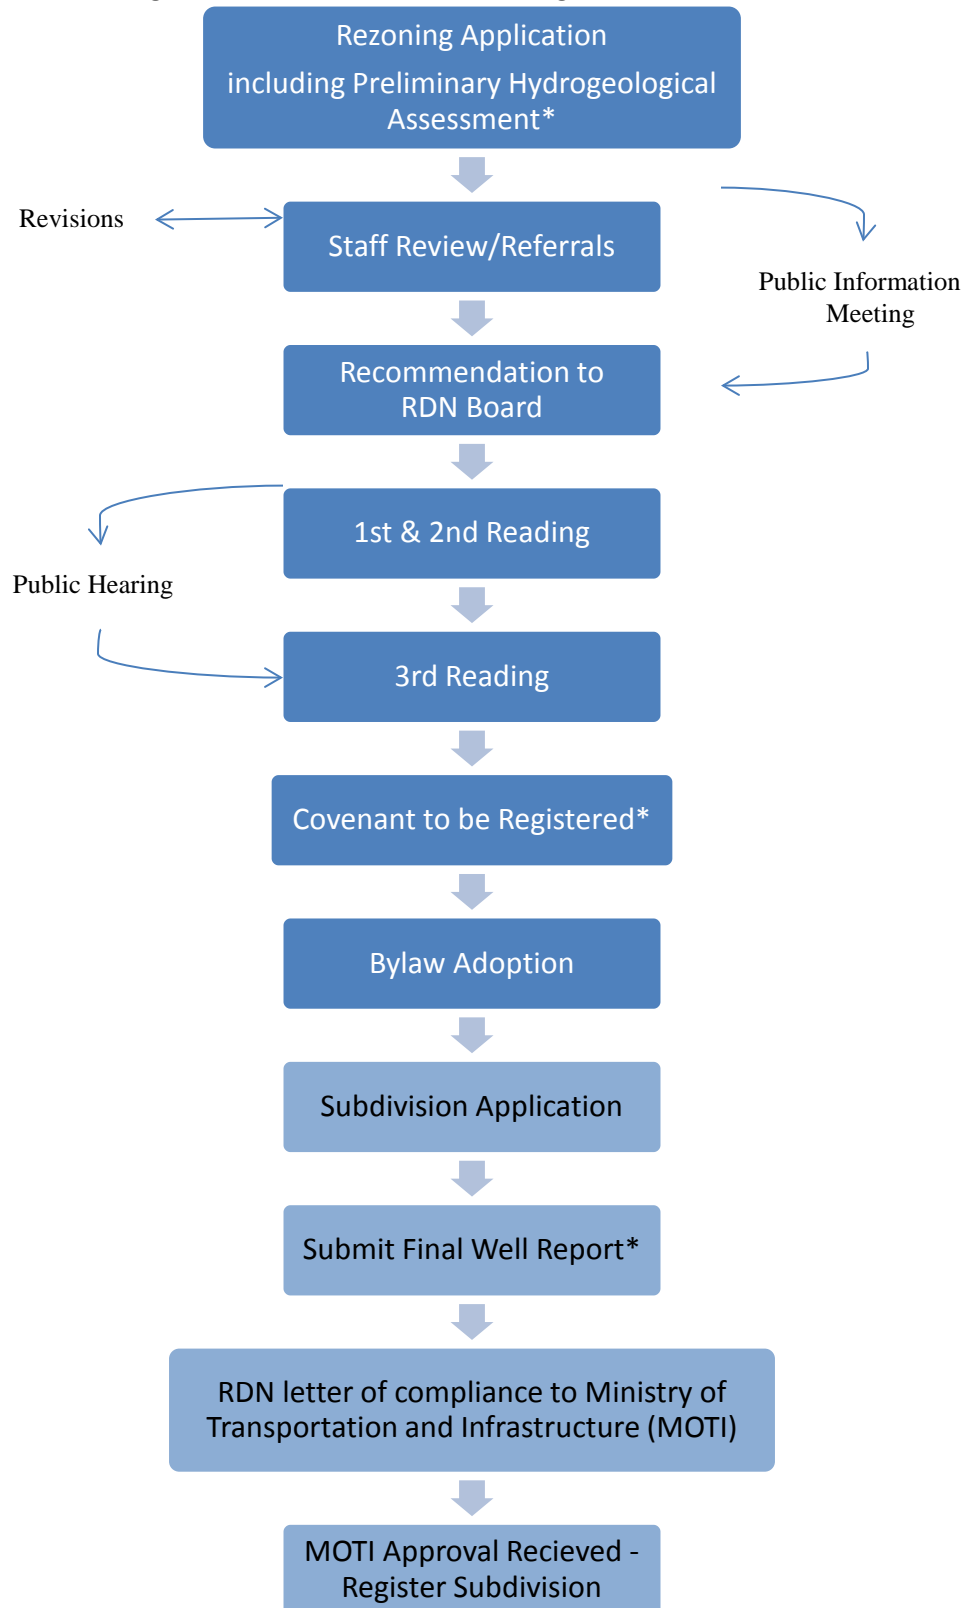 Rezoning Application
including Preliminary Hydrogeological
Assessment*
Revisions
Staff Review/Referrals
Public Information
Meeting
Recommendation to
RDN Board
1st & 2nd Reading
Public Hearing
3rd Reading
Covenant to be Registered*
Bylaw Adoption
Subdivision Application
Submit Final Well Report*
RDN letter of compliance to Ministry of
Transportation and Infrastructure (MOTI)
MOTI Approval Recieved -
Register Subdivision